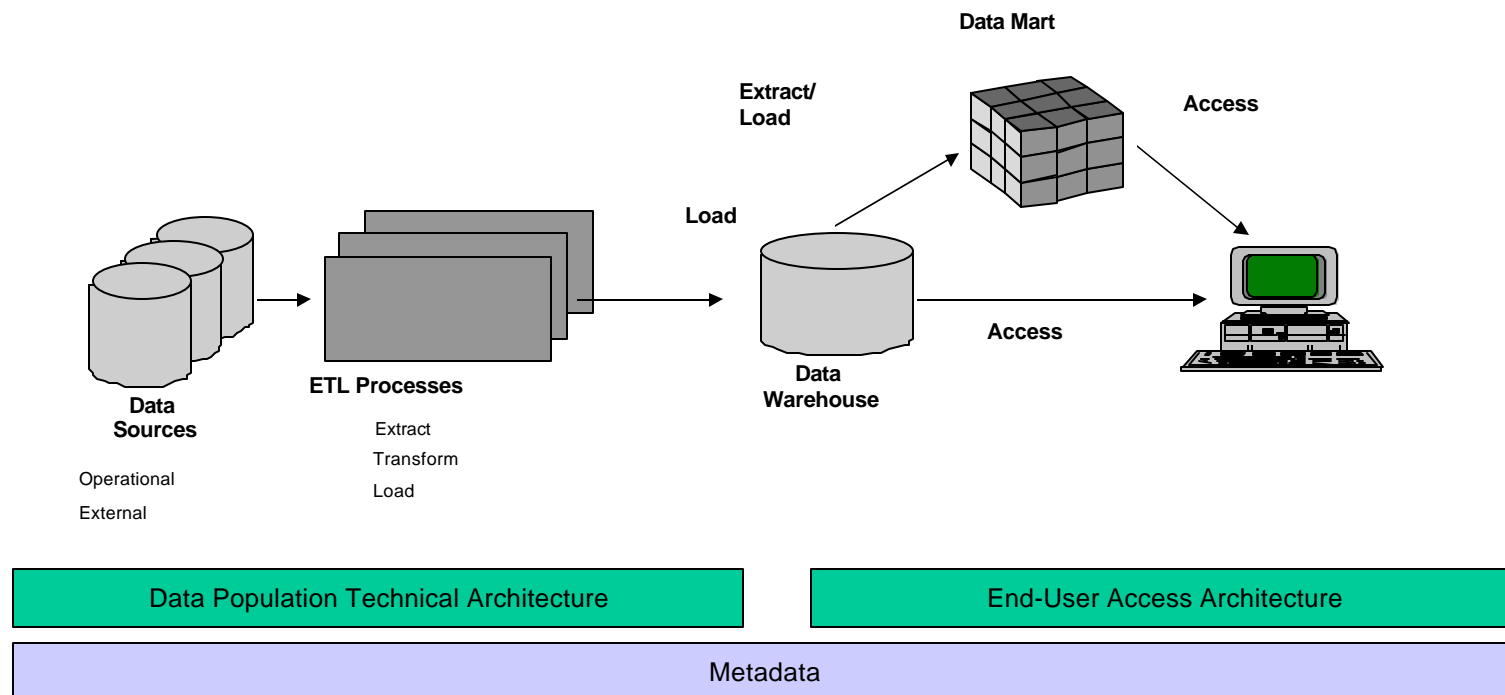 Data Mart
Extract/
Load
Access
Load
Access
Data
Warehouse
ETL Processes
Extract
Transform
Load
Data
Sources
Operational
External
Data Population Technical Architecture
End-User Access Architecture
Metadata